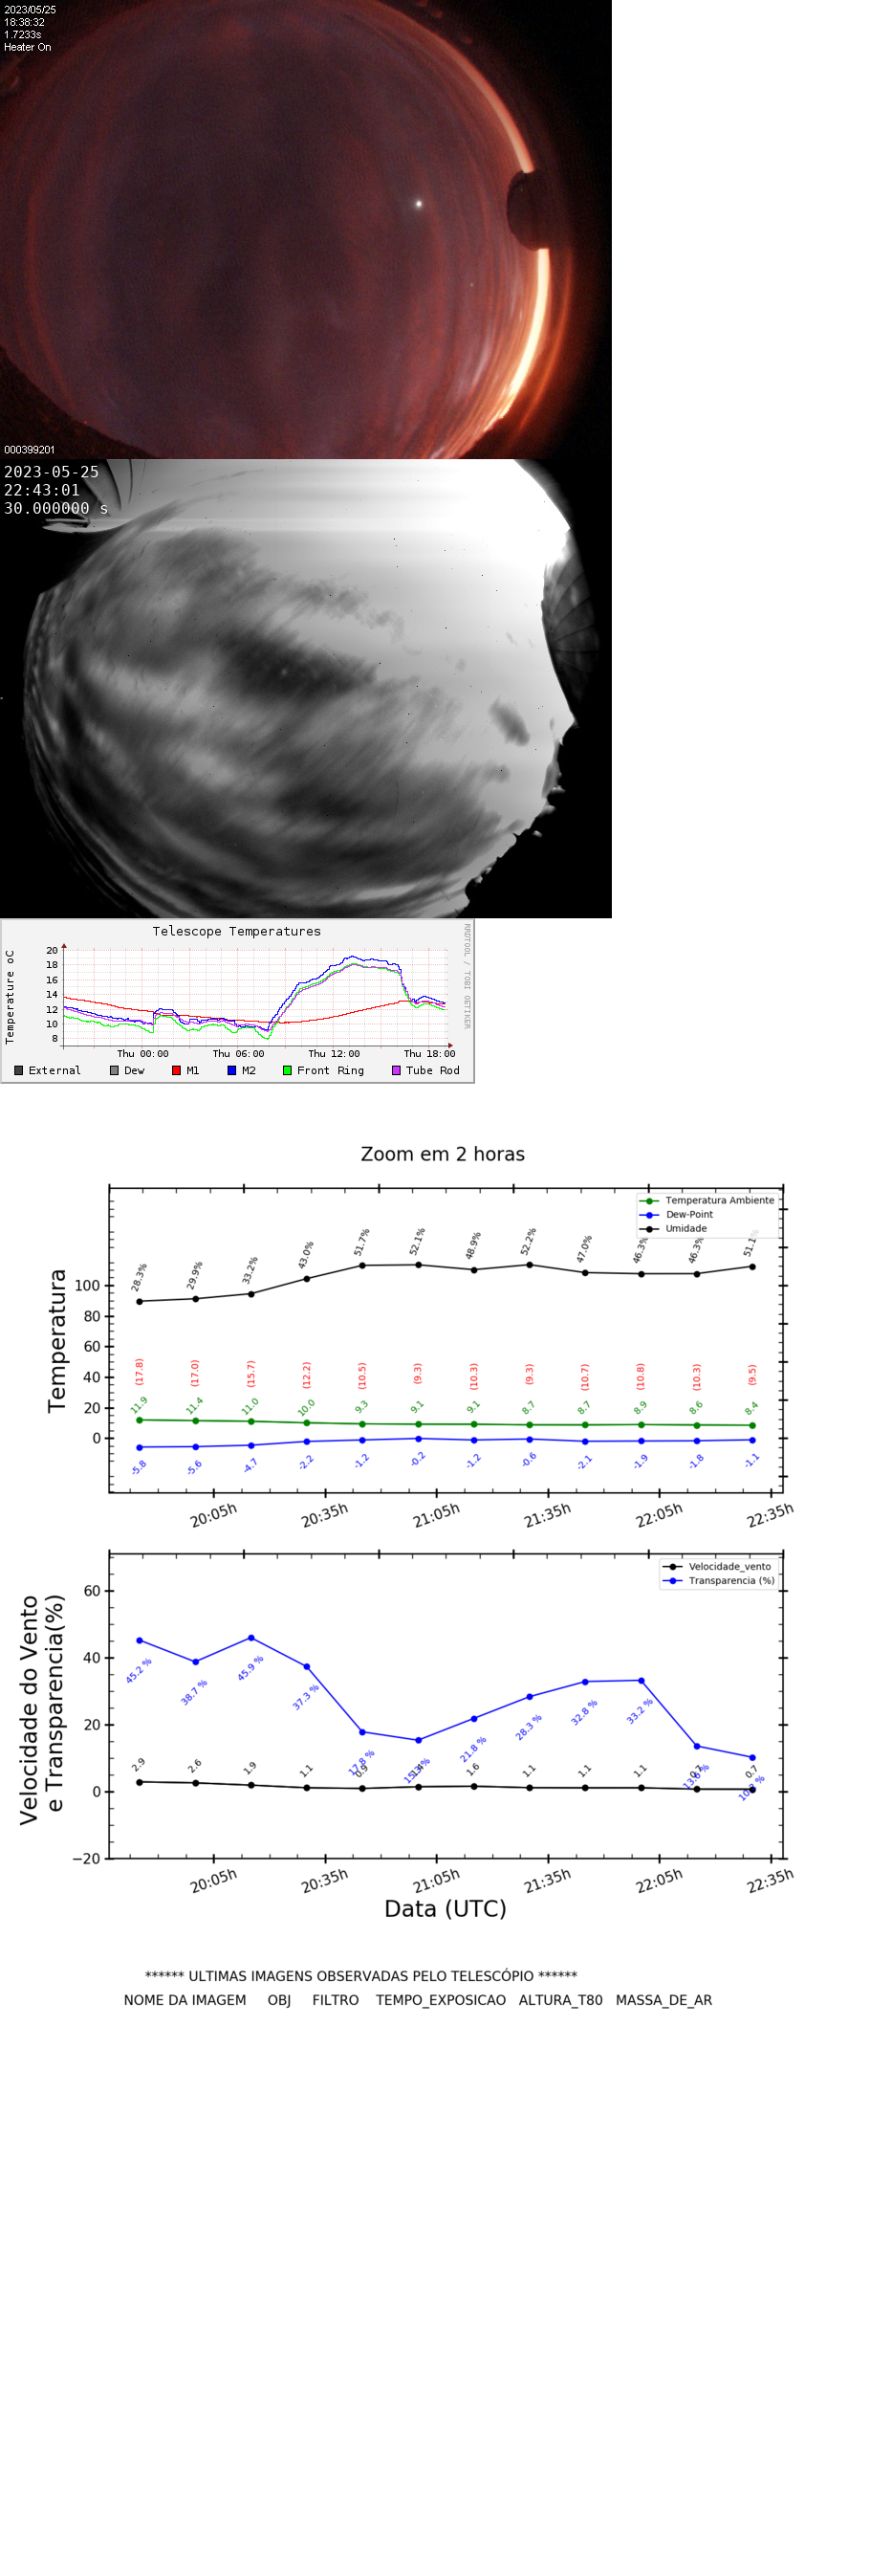 2023/05/25
18:38:32
1.7233s
Heater On
000399201
2023-05-25
22:43:01
30.000000 s
Telescope Temperatures
RRDTOOL / TOBI OETIKER
Temperature oC
20
18
16
14
12
10
8
Thu 00:00 Thu 06:00 Thu 12:00 Thu 18:00
External Dew M1 M2 Front Ring Tube Rod
Zoom em 2 horas
Temperatura Ambiente
Dew-Point
Umidade
Temperatura
28.3% 29.9% 33.2% 43.0% 51.7% 52.1% 48.9% 52.2% 47.0% 46.3% 46.3%
100
80
60
40
20
0
(17.8) (17.0) (15.7) (12.2) (10.5) (9.3) (10.3) (9.3) (10.7) (10.8) (10.3) (9.5)
11.9 11.4 11.0 10.0 9.3 9.1 9.1 8.7 8.7 8.9 8.6 8.4
-5.8 -5.6 -4.7 -2.2 -1.2 -0.2 -1.2 -0.6 -2.1 -1.9 -1.8 -1.1
20:05h 20:35h 21:05h 21:35h 22:05h 22:35h
Velocidade_vento
Transparencia (%)
Velocidade do Vento
e Transparencia(%)
60
40
20
0
−20
45.2 % 38.7 % 45.9 % 37.3 % 17.8 % 21.8 % 28.3 % 32.8 % 33.2 %
2.9 2.6 1.9 1.1 1.6 1.1 1.1 1.1 0.7
20:05h 20:35h 21:05h 21:35h 22:05h 22:35h
Data (UTC)
****** ULTIMAS IMAGENS OBSERVADAS PELO TELESCÓPIO ******
NOME DA IMAGEM OBJ FILTRO TEMPO_EXPOSICAO ALTURA_T80 MASSA_DE_AR